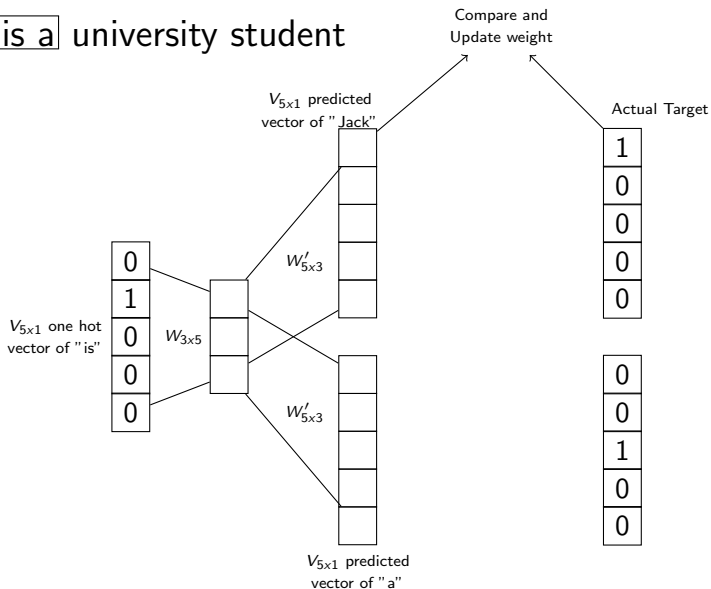 is a university student
Compare and
Update weight
V5x1 predicted
vector of "Jack"
Actual Target
1
0
0
0
0
W′5x3
0
1
0
0
0
V5x1 one hot
vector of "is"
W3x5
W′5x3
0
0
1
0
0
V5x1 predicted
vector of "a"